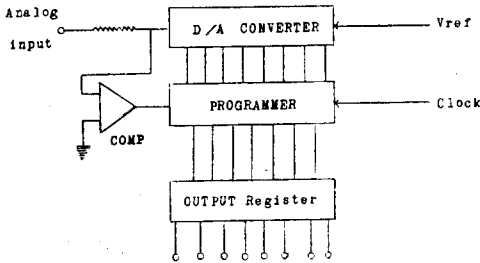 Analog
input
D/A CONVERTER
Vref
PROGRAMMER
Clock
COMP
OUTPUT Register